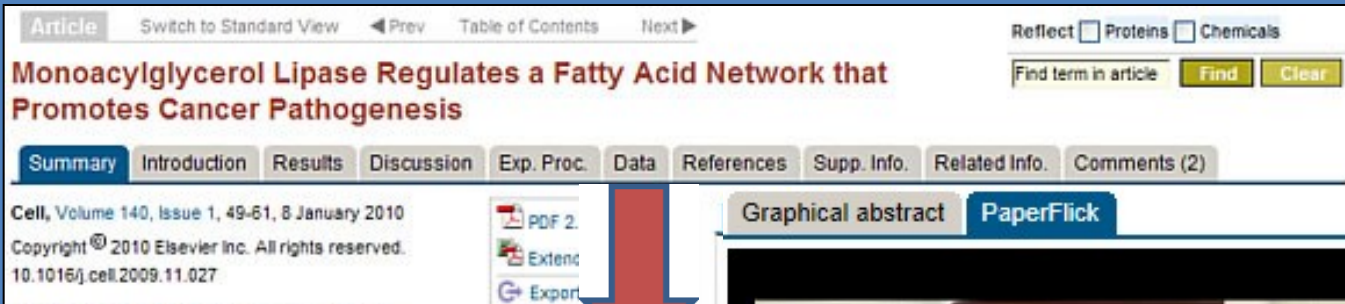 Article Switch to Standard View Prev Table of Contents Next
Reflect Proteins Chemicals
Monoacylglycerol Lipase Regulates a Fatty Acid Network that
Promotes Cancer Pathogenesis
Find term in article Find Clear
Summary Introduction Results Discussion Exp. Proc. Data References Supp. Info. Related Info. Comments (2)
Cell, Volume 140, Issue 1, 49-61, 8 January 2010
Copyright © 2010 Elsevier Inc. All rights reserved.
10.1016/j.cell.2009.11.027
PDF 2.
Extend
Export
Graphical abstract PaperFlick